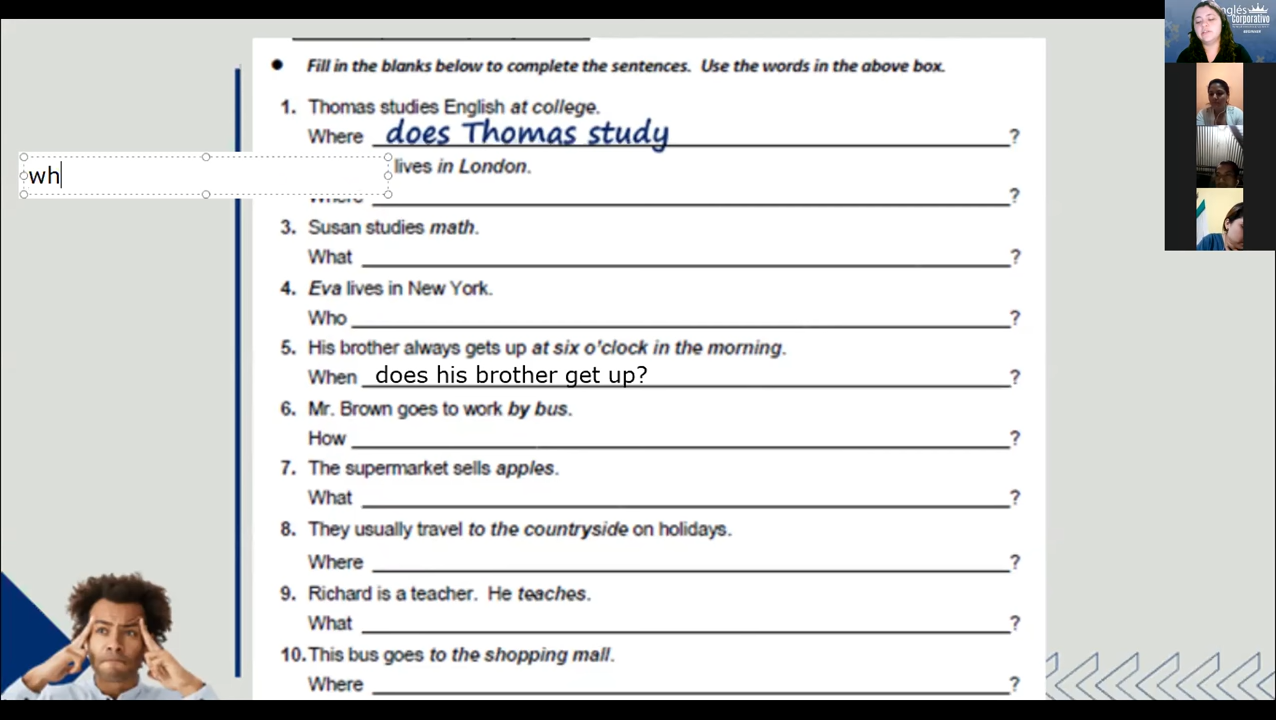 Inglés
Corporativo
BEGINNER
● Fill in the blanks below to complete the sentences. Use the words in the above box.
1. Thomas studies English at college.
Where does Thomas study ?
wh
lives in London.
Where ?
3. Susan studies math.
What ?
4. Eva lives in New York.
Who ?
5. His brother always gets up at six o'clock in the morning.
When does his brother get up? ?
6. Mr. Brown goes to work by bus.
How ?
7. The supermarket sells apples.
What ?
8. They usually travel to the countryside on holidays.
Where ?
9. Richard is a teacher. He teaches.
What ?
10. This bus goes to the shopping mall.
Where ?